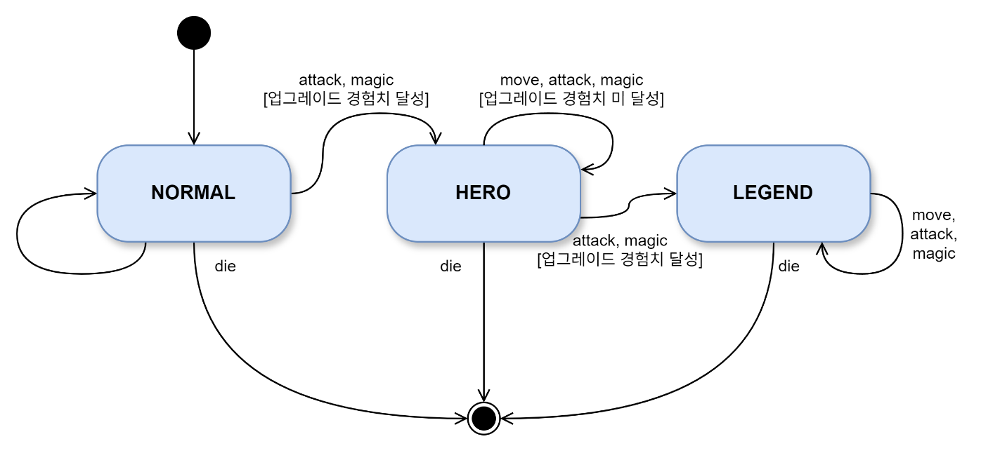 attack, magic
[업그레이드 경험치 달성]
move, attack, magic
[업그레이드 경험치 미 달성]
NORMAL
HERO
LEGEND
move,
attack,
magic
attack, magic
[업그레이드 경험치 달성]
die
die
die